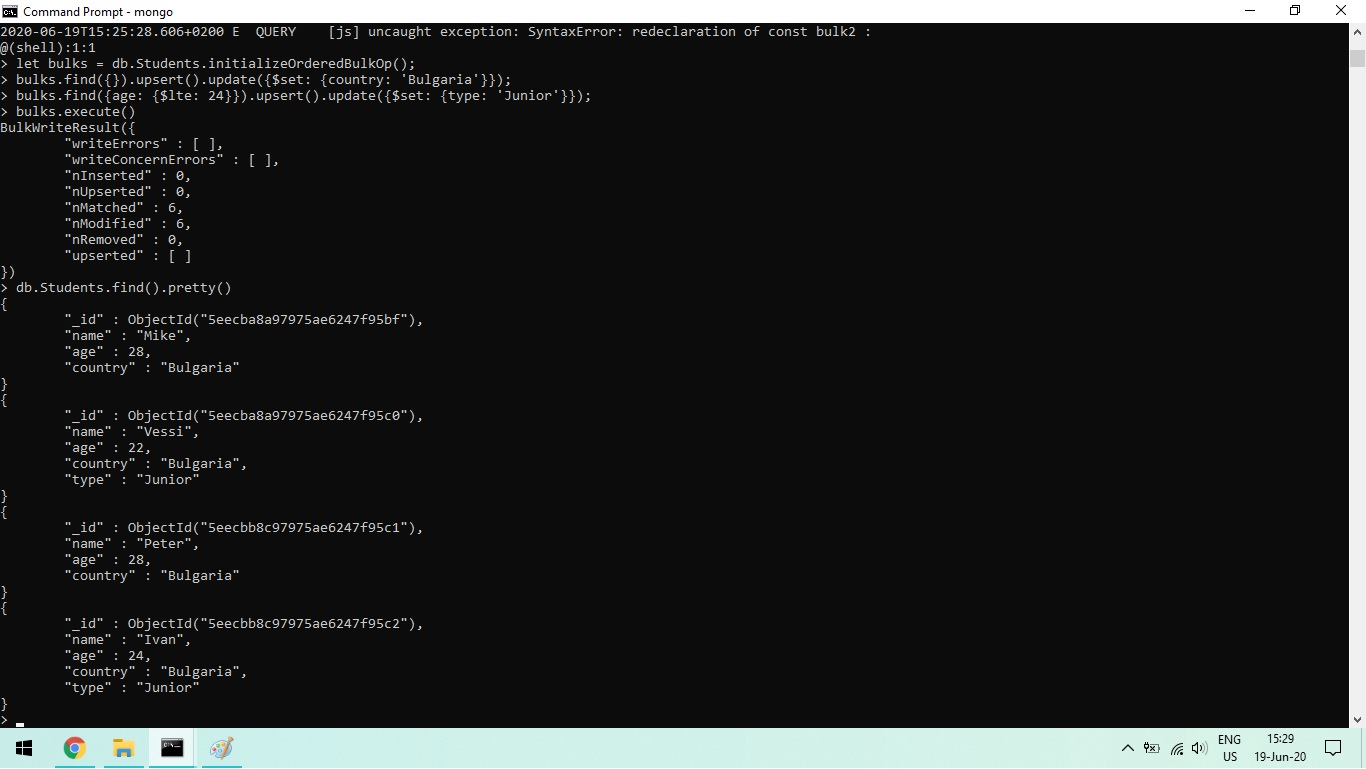 Command Prompt - mongo
2020-06-19T15:25:28.606+0200 E  QUERY    [js] uncaught exception: SyntaxError: redeclaration of const bulk2 :
@(shell):1:1
> let bulks = db.Students.initializeOrderedBulkOp();
> bulks.find({}).upsert().update({$set: {country: 'Bulgaria'}});
> bulks.find({age: {$lte: 24}}).upsert().update({$set: {type: 'Junior'}});
> bulks.execute()
BulkWriteResult({
        "writeErrors" : [ ],
        "writeConcernErrors" : [ ],
        "nInserted" : 0,
        "nUpserted" : 0,
        "nMatched" : 6,
        "nModified" : 6,
        "nRemoved" : 0,
        "upserted" : [ ]
})
> db.Students.find().pretty()
{
        "_id" : ObjectId("5eecba8a97975ae6247f95bf"),
        "name" : "Mike",
        "age" : 28,
        "country" : "Bulgaria"
}
{
        "_id" : ObjectId("5eecba8a97975ae6247f95c0"),
        "name" : "Vessi",
        "age" : 22,
        "country" : "Bulgaria",
        "type" : "Junior"
}
{
        "_id" : ObjectId("5eecbb8c97975ae6247f95c1"),
        "name" : "Peter",
        "age" : 28,
        "country" : "Bulgaria"
}
{
        "_id" : ObjectId("5eecbb8c97975ae6247f95c2"),
        "name" : "Ivan",
        "age" : 24,
        "country" : "Bulgaria",
        "type" : "Junior"
}
>
ENG
US
15:29
19-Jun-20